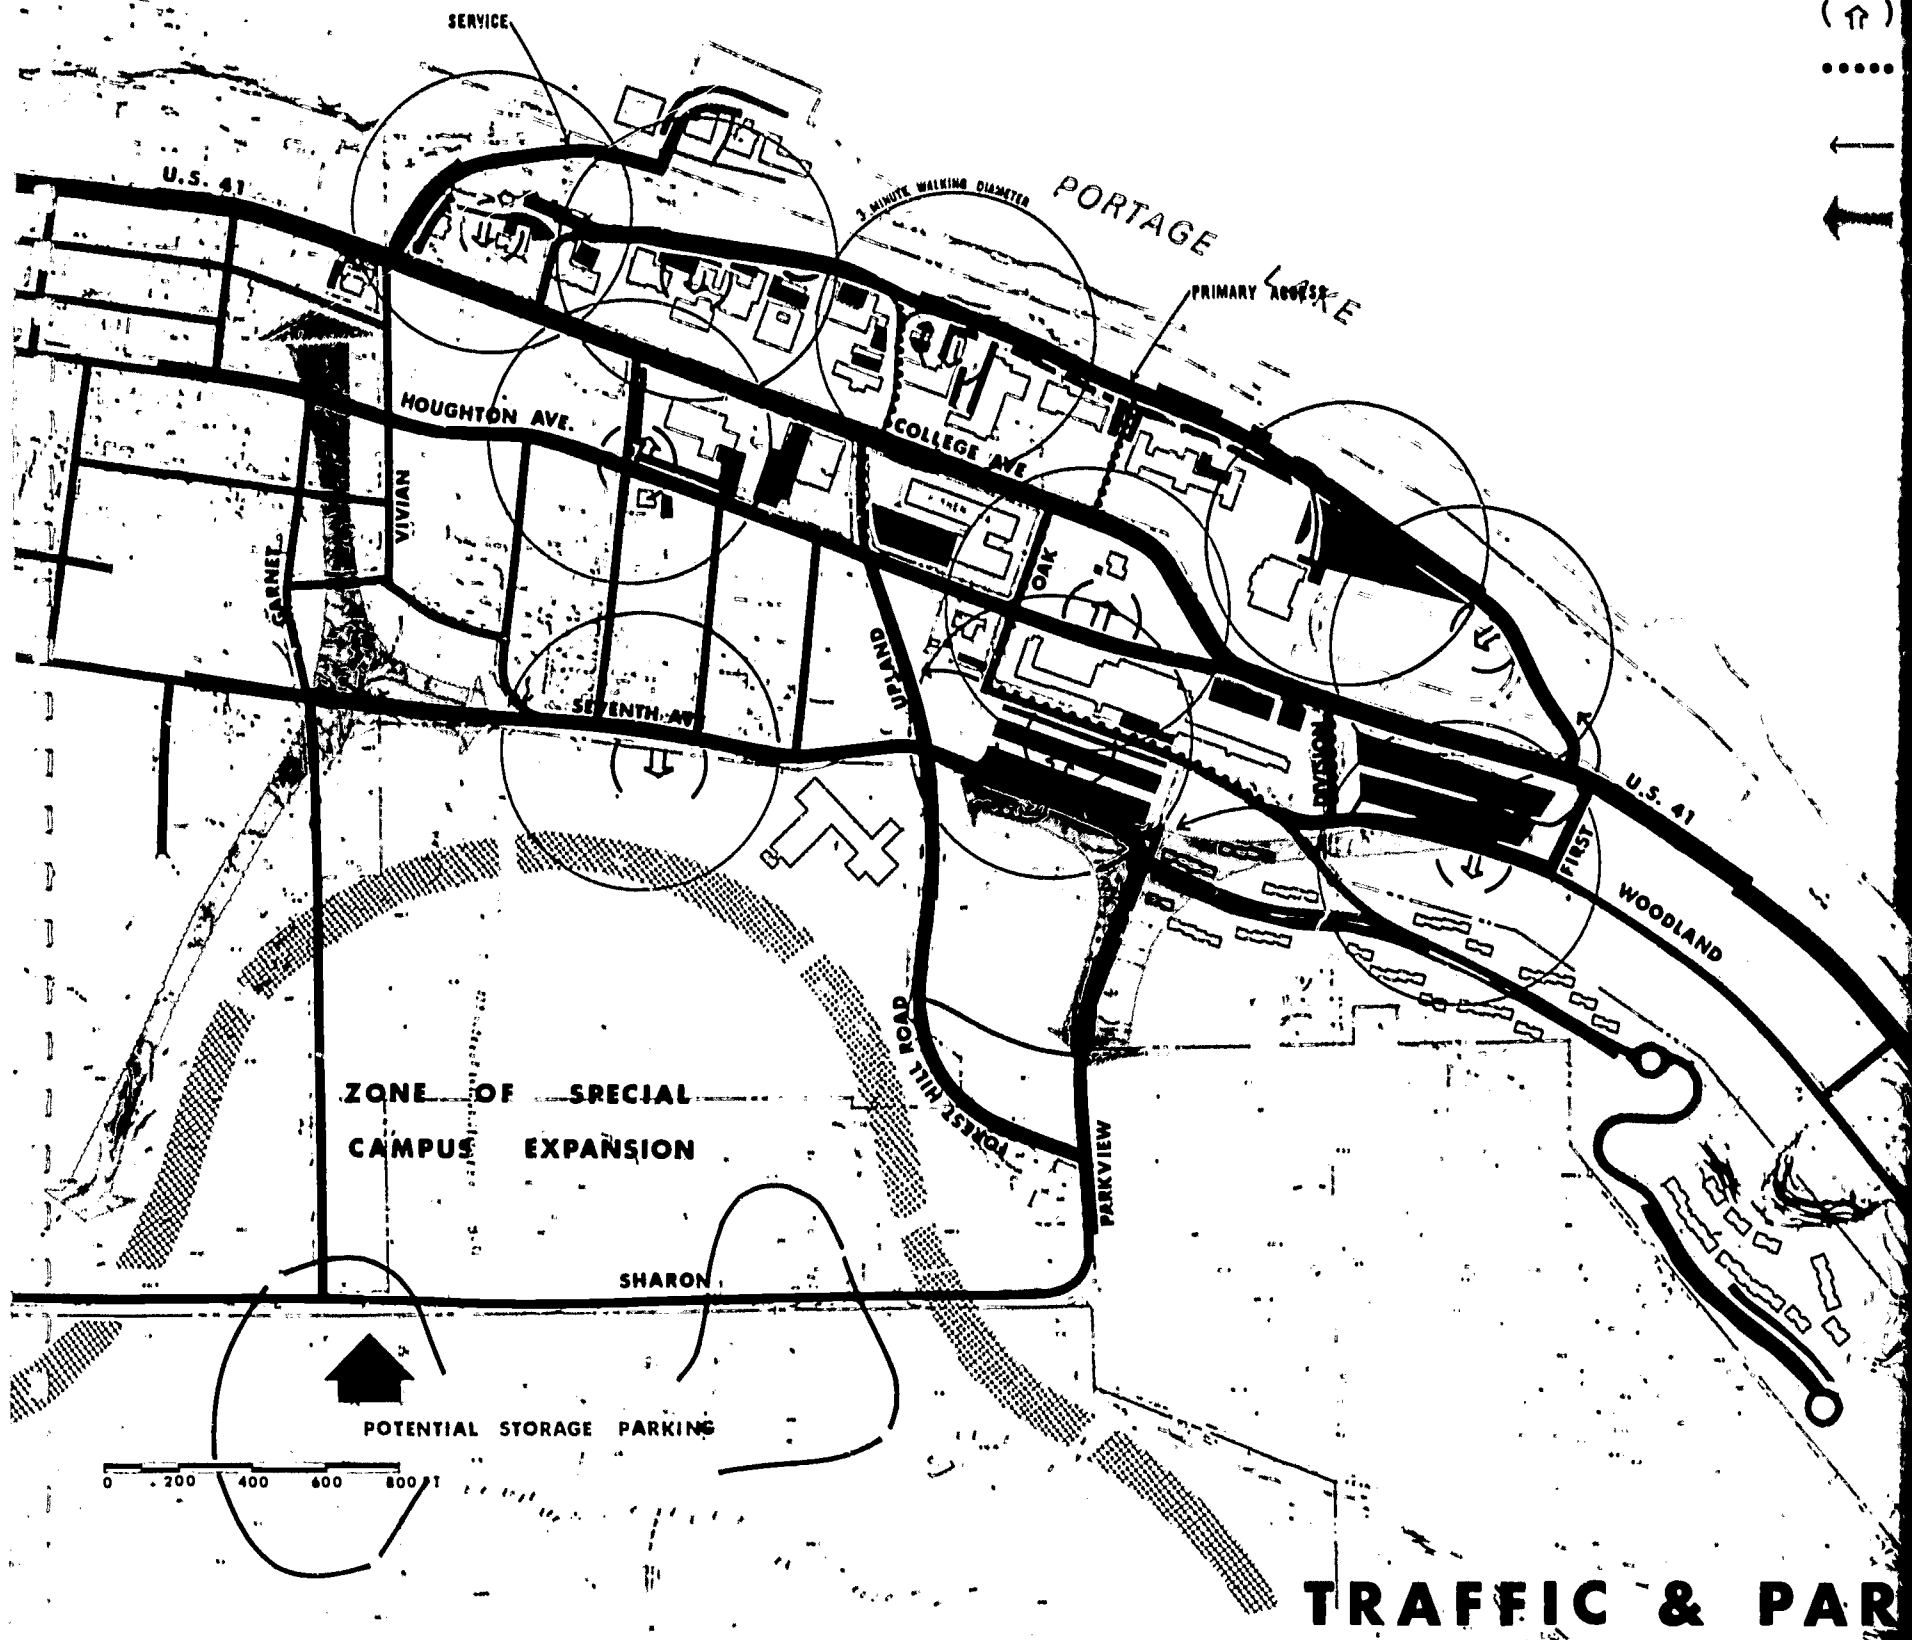 SERVICE
U.S. 41
3 MINUTE WALKING DIAMETER
PORTAGE
LAKE
PRIMARY ACCESS
HOUGHTON AVE.
COLLEGE AVE
VIVIAN
GARNET
OAK
UPLAND
SEVENTH AV
DIVISION
U.S. 41
FIRST
WOODLAND
FOREST HILL ROAD
ZONE OF SPECIAL
CAMPUS EXPANSION
PARKVIEW
SHARON
POTENTIAL STORAGE PARKING
0 200 400 600 800 FT
TRAFFIC & PAR